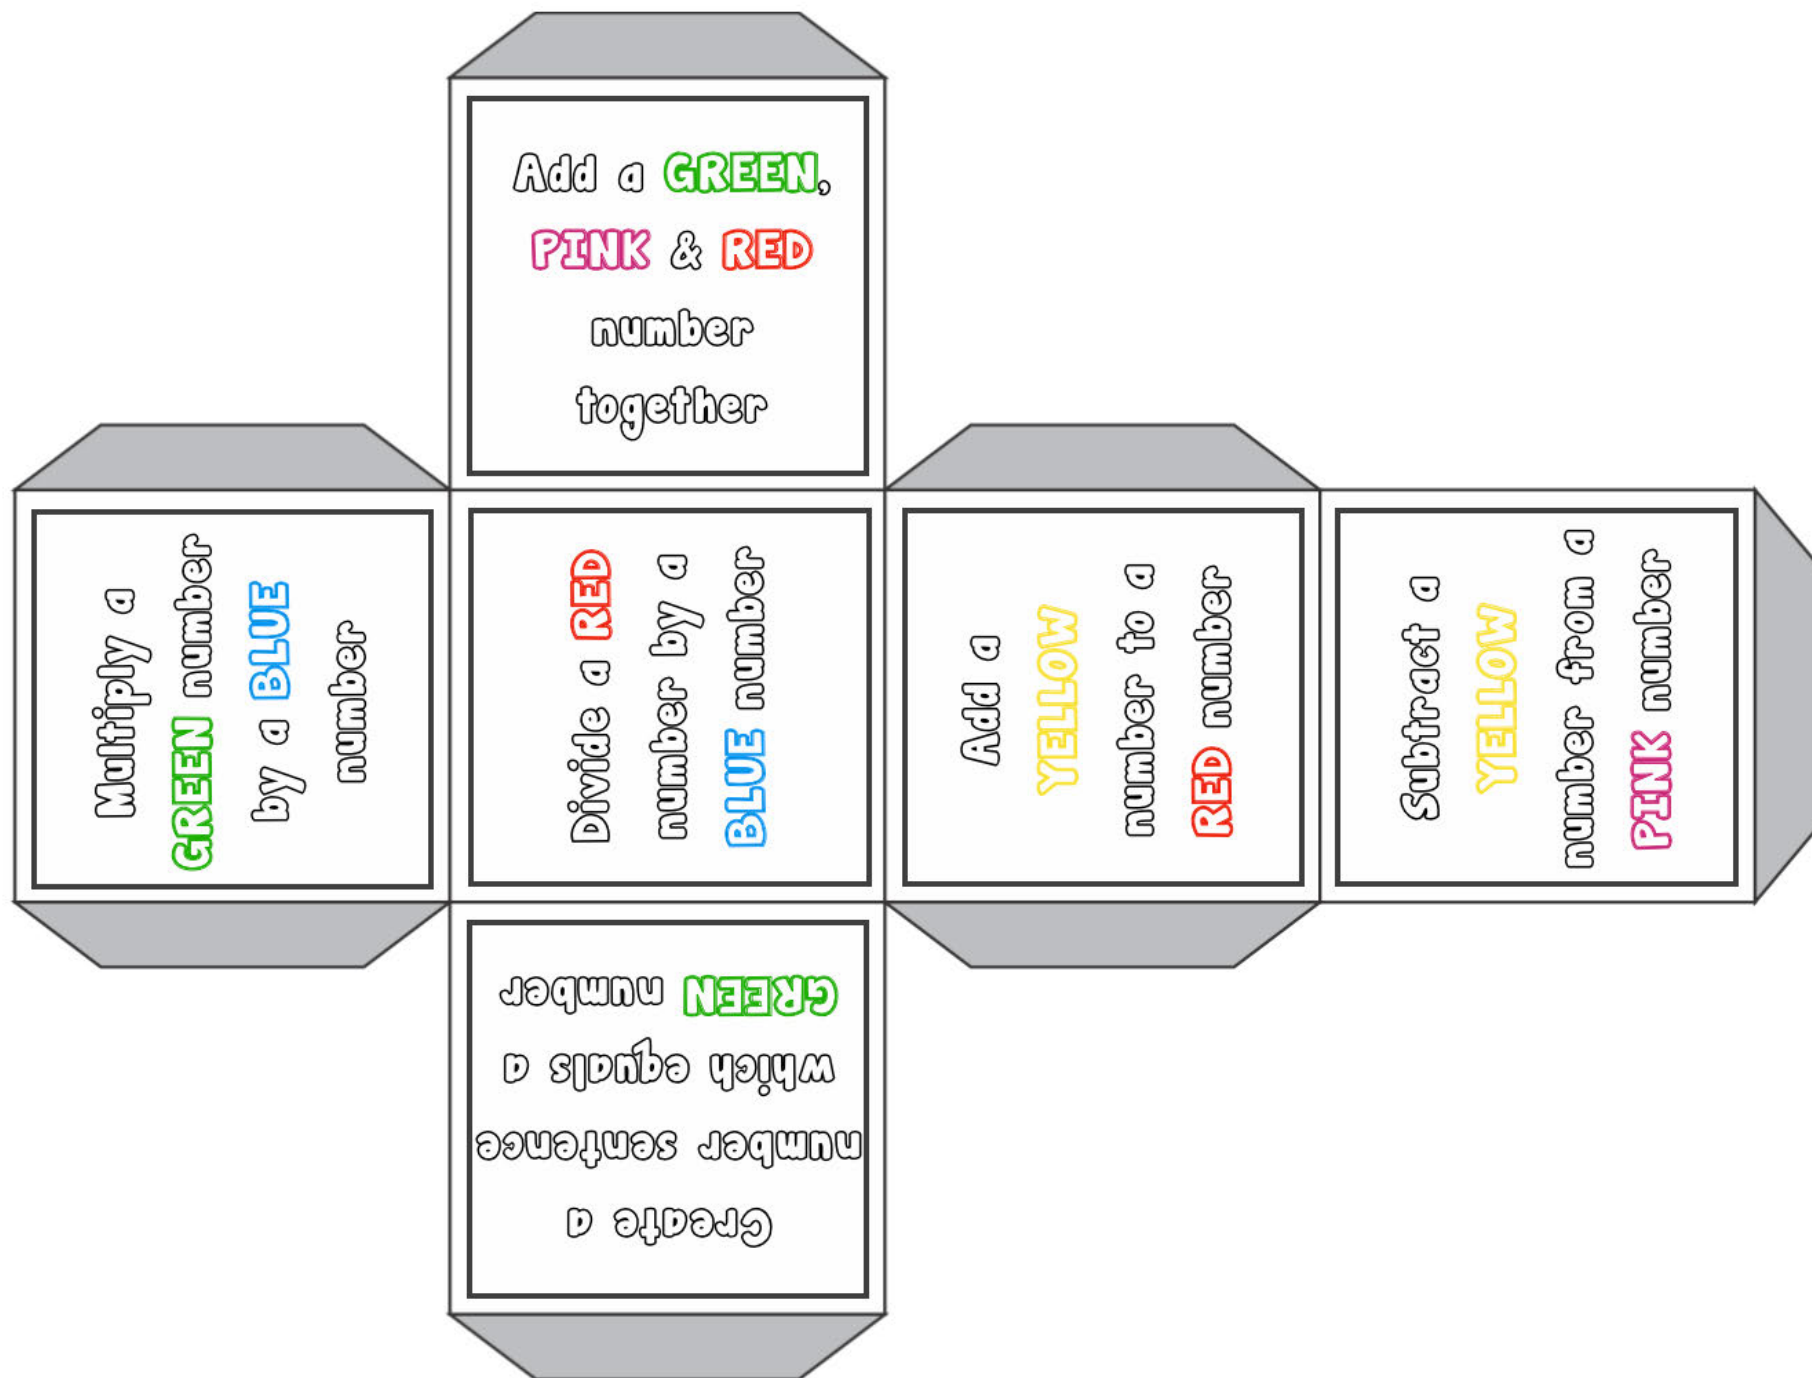 Add a GREEN,
PINK & RED
number
together
Multiply a
GREEN number
by a BLUE
number
Divide a RED
number by a
BLUE number
Add a
YELLOW
number to a
RED number
Subtract a
YELLOW
number from a
PINK number
Create a
number sentence
which equals a
GREEN number